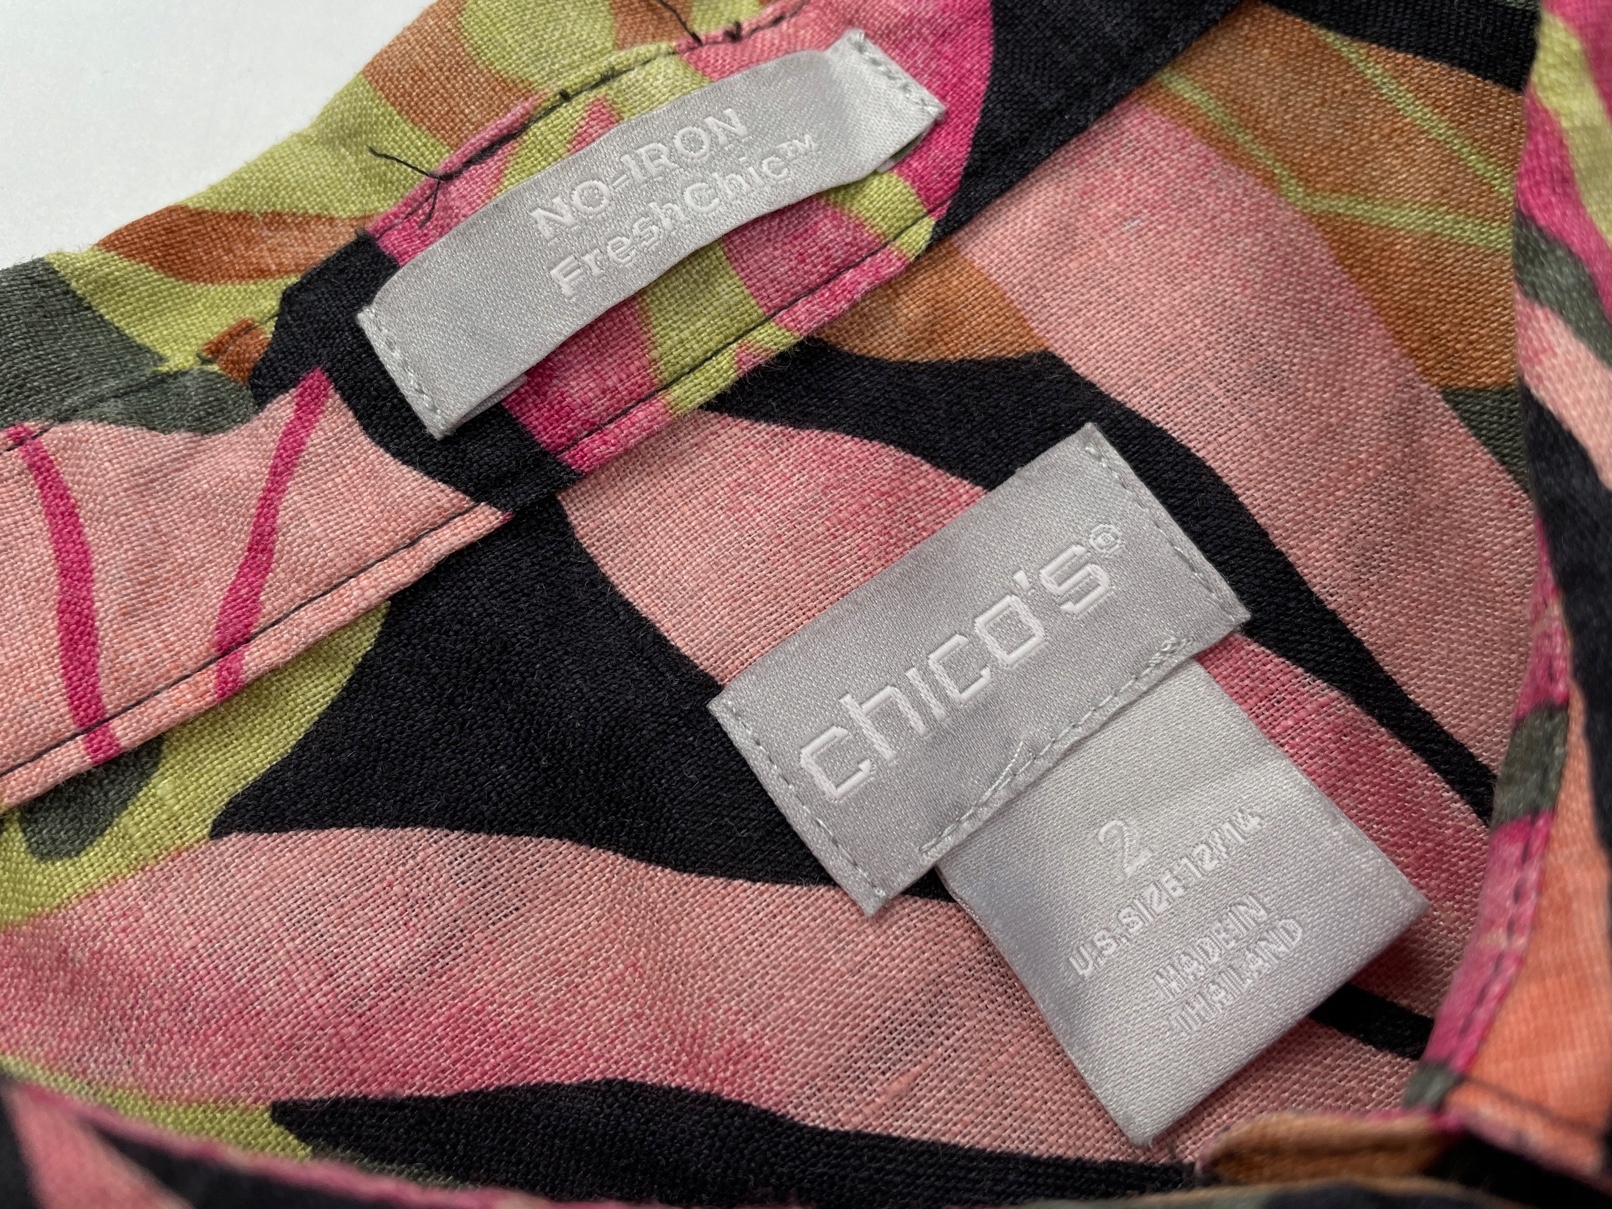 NO-IRON
FreshChic™
chico's®
2
U.S. SIZE 12/14
MADE IN
THAILAND